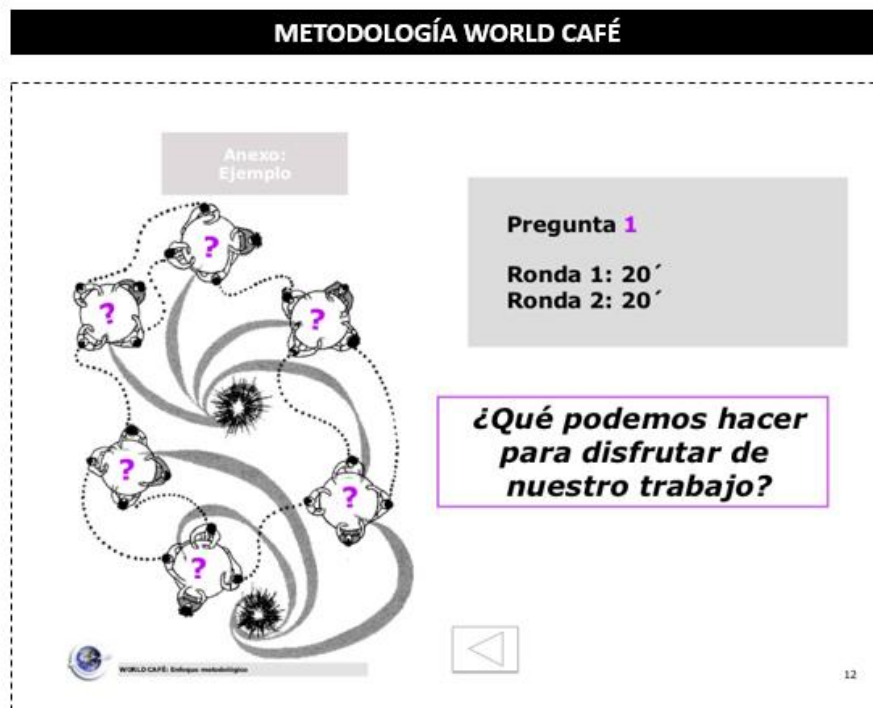 METODOLOGÍA WORLD CAFÉ
Anexo:
Ejemplo
?
?
?
?
?
?
Pregunta 1
Ronda 1: 20´
Ronda 2: 20´
¿Qué podemos hacer
para disfrutar de
nuestro trabajo?
WORLD CAFÉ: Enfoque metodológico
12